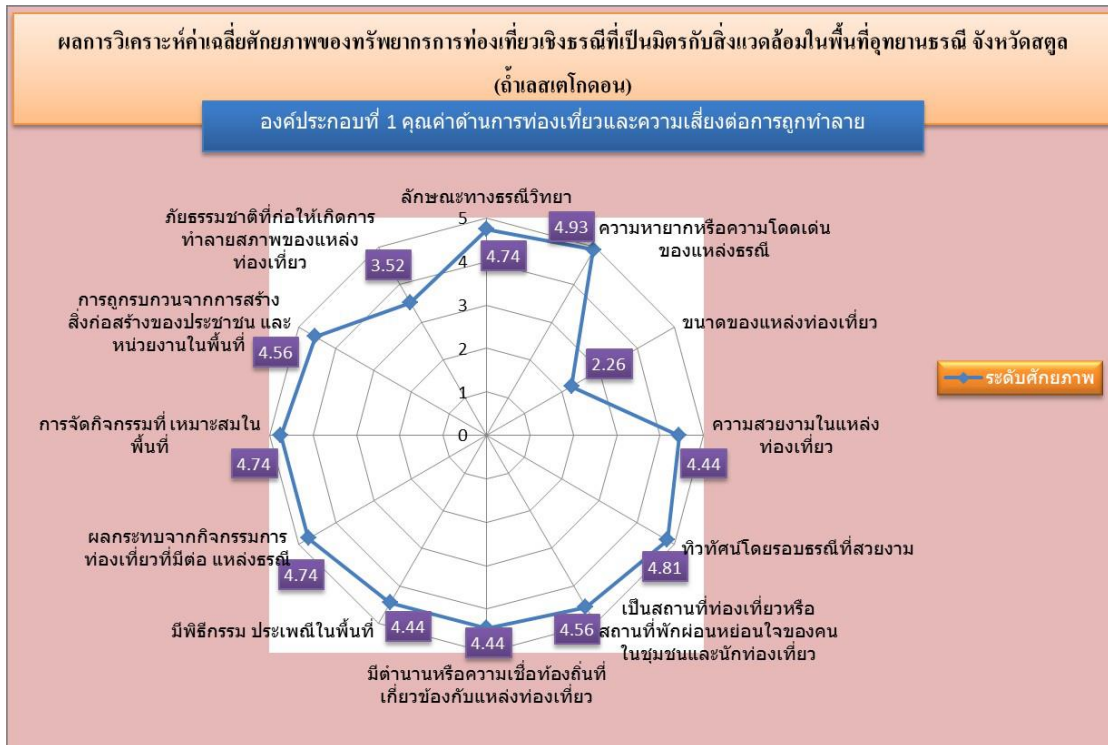 ผลการวิเคราะห์ค่าเฉลี่ยศักยภาพของทรัพยากรการท่องเที่ยวเชิงธรณีที่เป็นมิตรกับสิ่งแวดล้อมในพื้นที่อุทยานธรณี จังหวัดสตูล
(ถ้ำเลสเตโกดอน)
องค์ประกอบที่ 1 คุณค่าด้านการท่องเที่ยวและความเสี่ยงต่อการถูกทำลาย
ลักษณะทางธรณีวิทยา
4.74
ความหายากหรือความโดดเด่น
ของแหล่งธรณี
4.93
ขนาดของแหล่งท่องเที่ยว
2.26
ความสวยงามในแหล่ง
ท่องเที่ยว
4.44
ทิวทัศน์โดยรอบธรณีที่สวยงาม
4.81
เป็นสถานที่ท่องเที่ยวหรือ
สถานที่พักผ่อนหย่อนใจของคน
ในชุมชนและนักท่องเที่ยว
4.56
มีตำนานหรือความเชื่อท้องถิ่นที่
เกี่ยวข้องกับแหล่งท่องเที่ยว
4.44
มีพิธีกรรม ประเพณีในพื้นที่
4.44
ผลกระทบจากกิจกรรมการ
ท่องเที่ยวที่มีต่อ แหล่งธรณี
4.74
การจัดกิจกรรมที่ เหมาะสมใน
พื้นที่
4.74
การถูกรบกวนจากการสร้าง
สิ่งก่อสร้างของประชาชน และ
หน่วยงานในพื้นที่
4.56
ภัยธรรมชาติที่ก่อให้เกิดการ
ทำลายสภาพของแหล่ง
ท่องเที่ยว
3.52
5
4
3
2
1
0
ระดับศักยภาพ